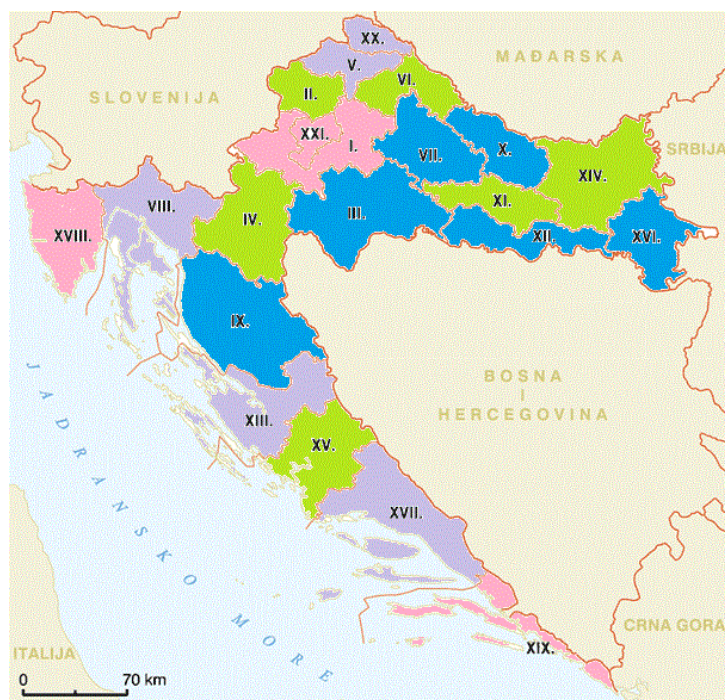 XX.
MAĐARSKA
V.
VI.
II.
SLOVENIJA
XXI.
I.
VII.
X.
SRBIJA
XIV.
XI.
VIII.
III.
IV.
XVIII.
XII.
XVI.
IX.
BOSNA
I
HERCEGOVINA
XIII.
XV.
JADRANSKO MORE
XVII.
CRNA GORA
XIX.
ITALIJA
0 70 km